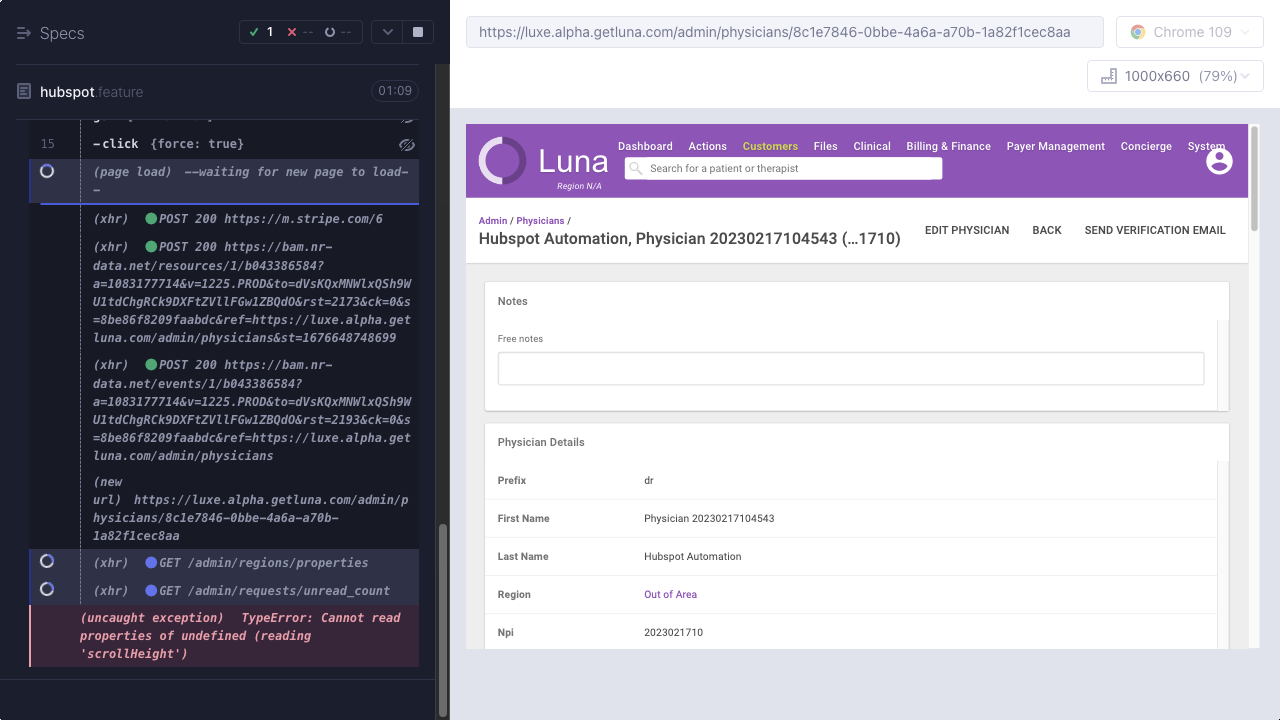 Specs
1
--
--
hubspot.feature
01:09
15
-click {force: true}
(page load) --waiting for new page to load-
-
(xhr) POST 200 https://m.stripe.com/6
(xhr) POST 200 https://bam.nr-
data.net/resources/1/b043386584?
a=1083177714&v=1225.PROD&to=dVsKQxMNWlxQSh9W
U1tdChgRCk9DXFtZVllFGw1ZBQdO&rst=2173&ck=0&s
=8be86f8209faabdc&ref=https://luxe.alpha.get
luna.com/admin/physicians&st=1676648748699
(xhr) POST 200 https://bam.nr-
data.net/events/1/b043386584?
a=1083177714&v=1225.PROD&to=dVsKQxMNWlxQSh9W
U1tdChgRCk9DXFtZVllFGw1ZBQdO&rst=2193&ck=0&s
=8be86f8209faabdc&ref=https://luxe.alpha.get
luna.com/admin/physicians
(new
url) https://luxe.alpha.getluna.com/admin/p
hysicians/8c1e7846-0bbe-4a6a-a70b-
1a82f1cec8aa
(xhr) GET /admin/regions/properties
(xhr) GET /admin/requests/unread_count
(uncaught exception) TypeError: Cannot read
properties of undefined (reading
'scrollHeight')
https://luxe.alpha.getluna.com/admin/physicians/8c1e7846-0bbe-4a6a-a70b-1a82f1cec8aa
Chrome 109
1000x660 (79%)
Luna
Region N/A
Dashboard Actions Customers Files Clinical Billing & Finance Payer Management Concierge System
Search for a patient or therapist
Admin / Physicians /
Hubspot Automation, Physician 20230217104543 (...1710)
EDIT PHYSICIAN BACK SEND VERIFICATION EMAIL
Notes
Free notes
Physician Details
Prefix dr
First Name Physician 20230217104543
Last Name Hubspot Automation
Region Out of Area
Npi 2023021710